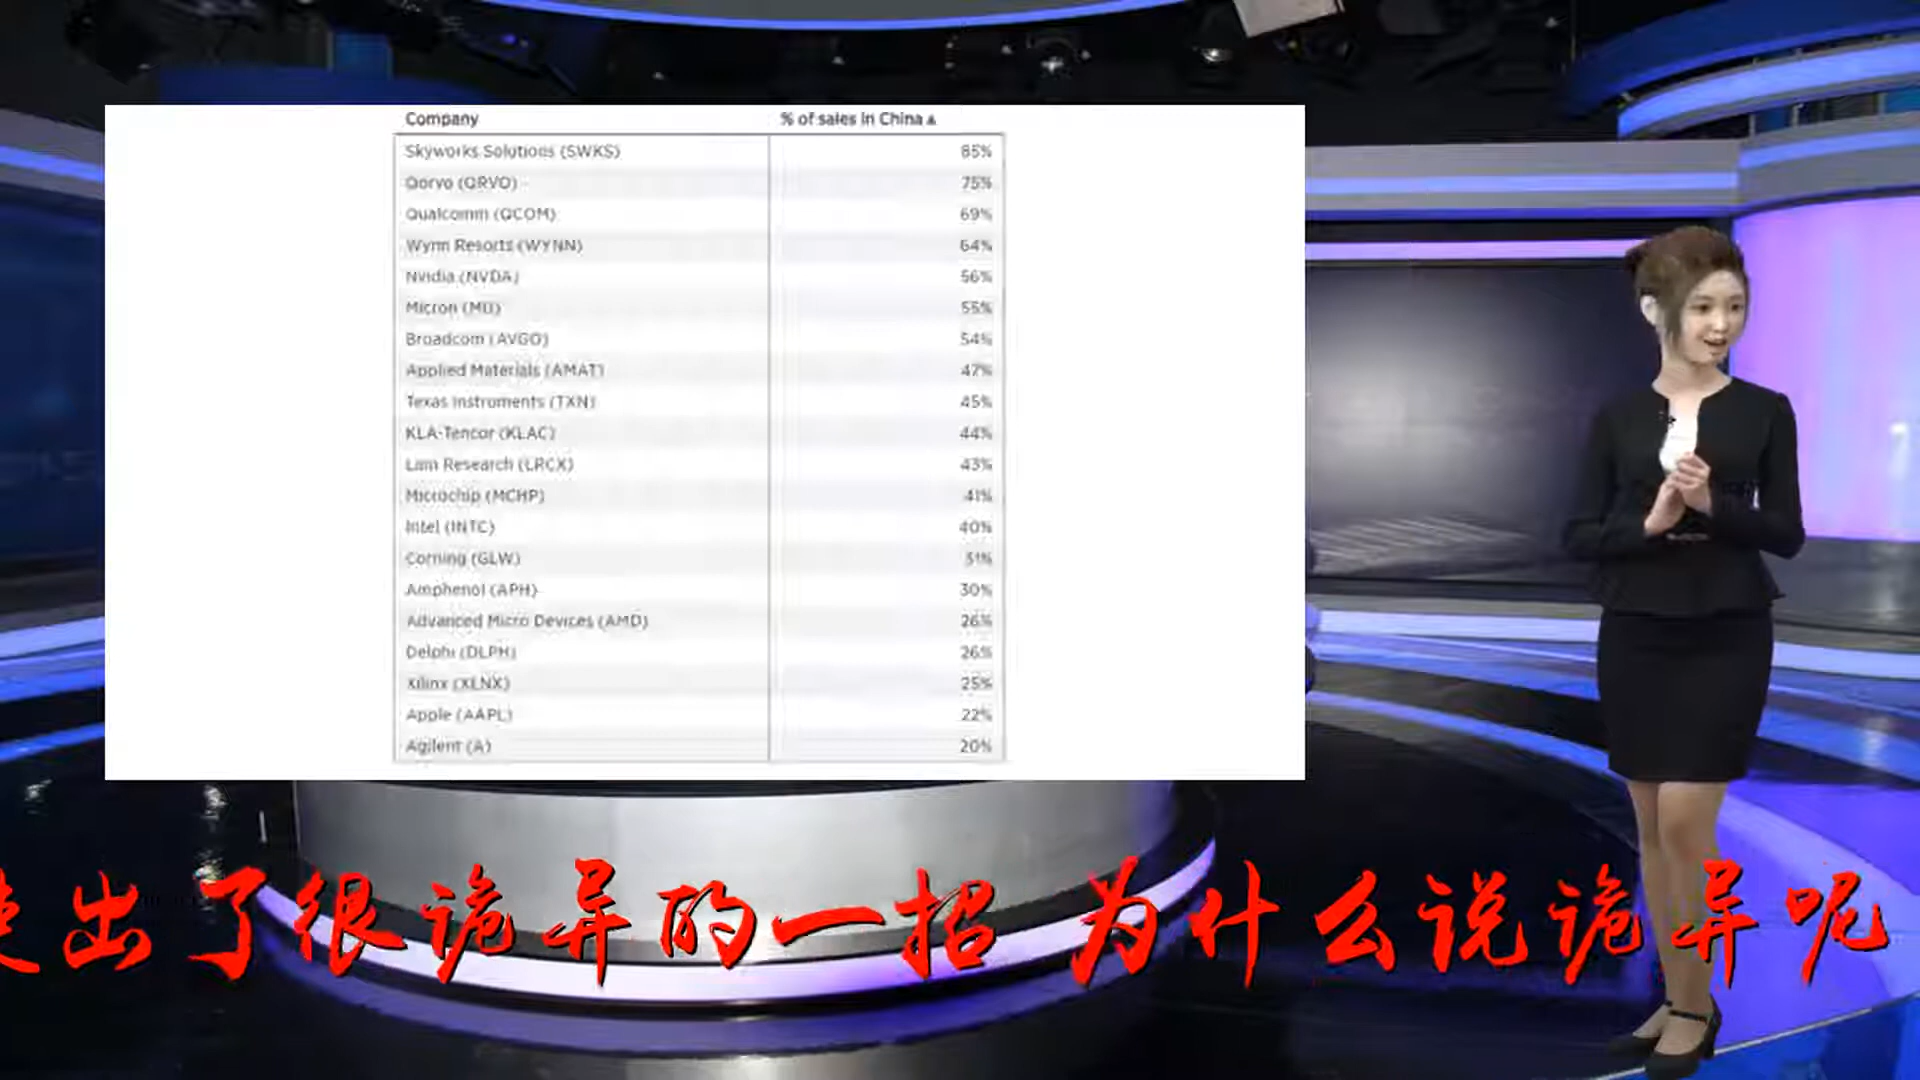 Company % of sales in China ▲
Skyworks Solutions (SWKS) 85%
Qorvo (QRVO) 75%
Qualcomm (QCOM) 69%
Wynn Resorts (WYNN) 64%
Nvidia (NVDA) 56%
Micron (MU) 55%
Broadcom (AVGO) 54%
Applied Materials (AMAT) 47%
Texas Instruments (TXN) 45%
KLA-Tencor (KLAC) 44%
Lam Research (LRCX) 43%
Microchip (MCHP) 41%
Intel (INTC) 40%
Corning (GLW) 31%
Amphenol (APH) 30%
Advanced Micro Devices (AMD) 26%
Delphi (DLPH) 26%
Xilinx (XLNX) 25%
Apple (AAPL) 22%
Agilent (A) 20%
出了很诡异的一招 为什么说诡异呢